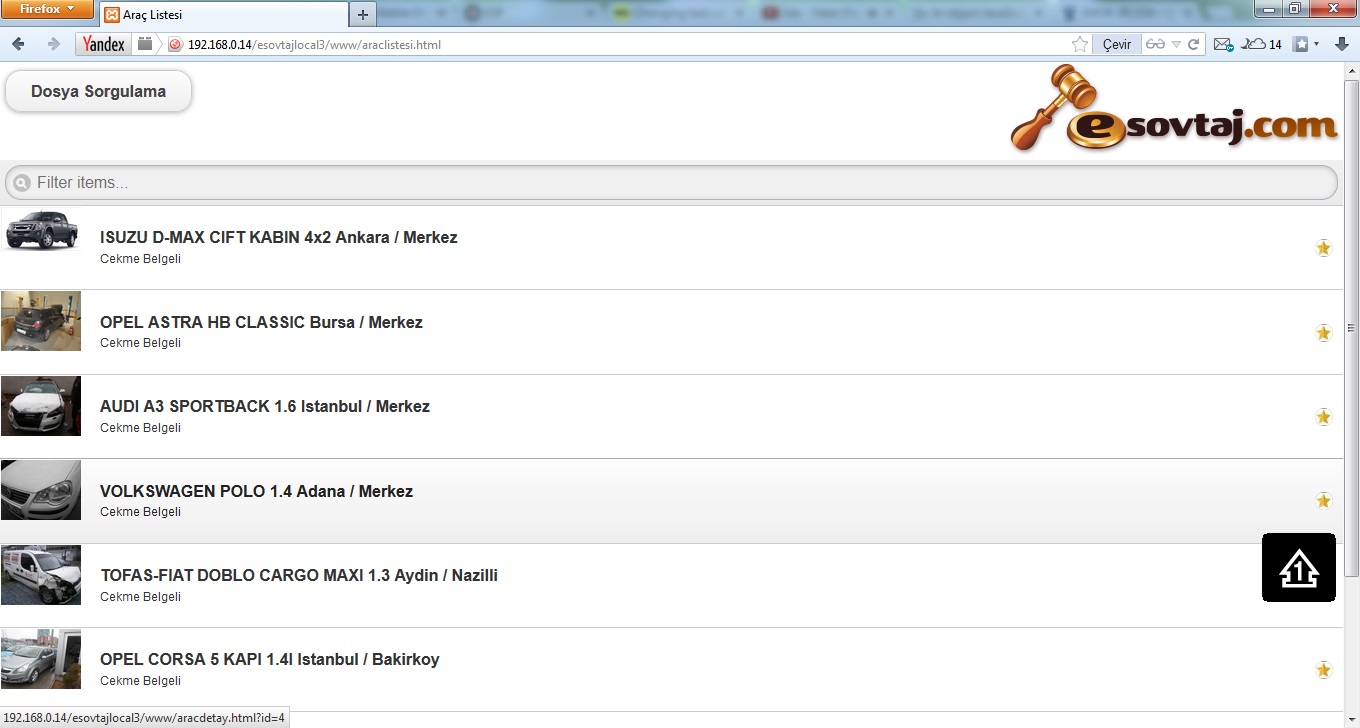 Firefox
Araç Listesi
Yandex
192.168.0.14/esovtajlocal3/www/araclistesi.html
Çevir
14
Dosya Sorgulama
esovtaj.com
Filter items...
ISUZU D-MAX CIFT KABIN 4x2 Ankara / Merkez
Cekme Belgeli
OPEL ASTRA HB CLASSIC Bursa / Merkez
Cekme Belgeli
AUDI A3 SPORTBACK 1.6 Istanbul / Merkez
Cekme Belgeli
VOLKSWAGEN POLO 1.4 Adana / Merkez
Cekme Belgeli
1
TOFAS-FIAT DOBLO CARGO MAXI 1.3 Aydin / Nazilli
Cekme Belgeli
OPEL CORSA 5 KAPI 1.4I Istanbul / Bakirkoy
Cekme Belgeli
192.168.0.14/esovtajlocal3/www/aracdetay.html?id=4